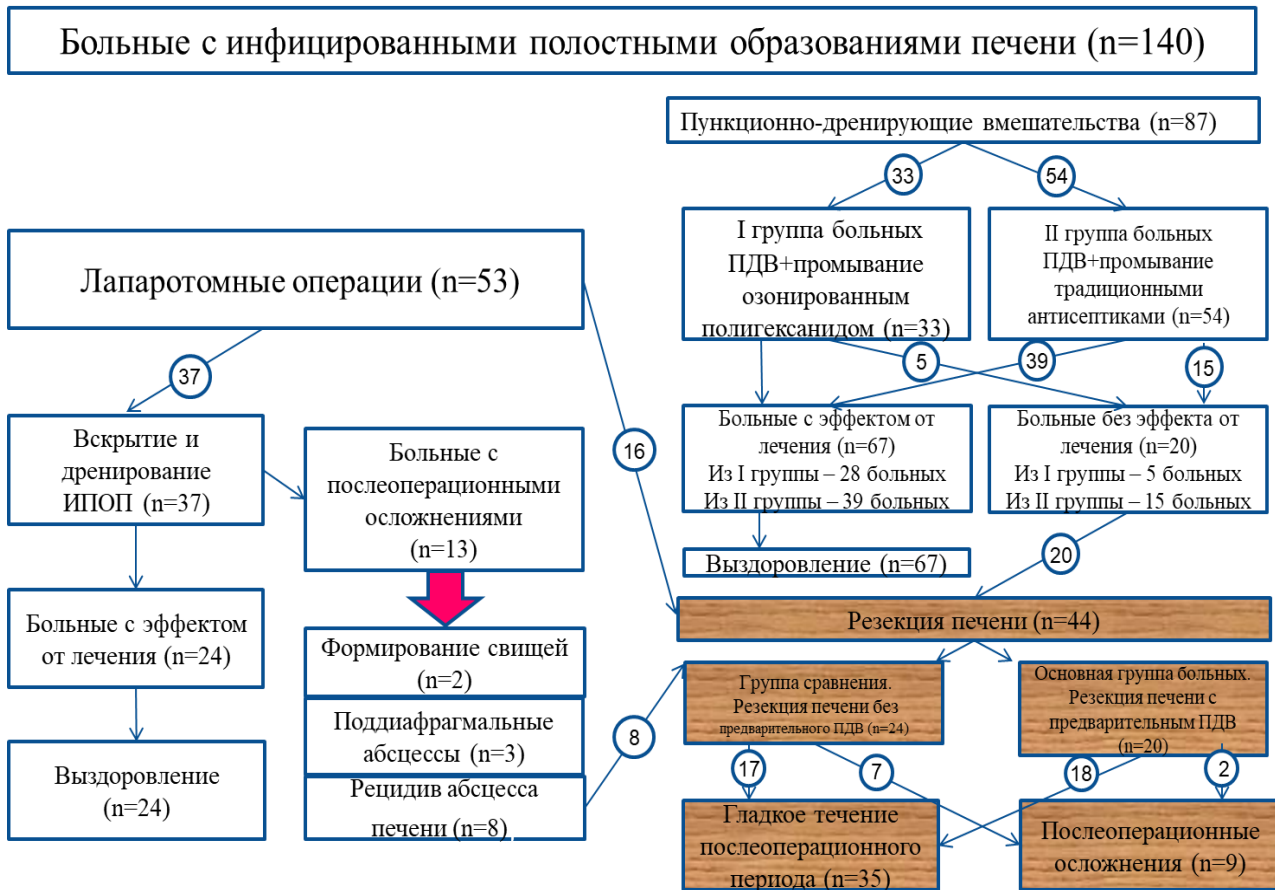 Больные с инфицированными полостными образованиями печени (n=140)
Пункционно-дренирующие вмешательства (n=87)
33
54
I группа больных
ПДВ+промывание
озонированным
полигексанидом (n=33)
II группа больных
ПДВ+промывание
традиционными
антисептиками (n=54)
Лапаротомные операции (n=53)
5
39
15
37
Больные с эффектом от
лечения (n=67)
Из I группы – 28 больных
Из II группы – 39 больных
Больные без эффекта от
лечения (n=20)
Из I группы – 5 больных
Из II группы – 15 больных
Вскрытие и
дренирование
ИПОП (n=37)
Больные с
послеоперационными
осложнениями
(n=13)
16
Выздоровление (n=67)
20
Больные с эффектом
от лечения (n=24)
Резекция печени (n=44)
Формирование свищей
(n=2)
Поддиафрагмальные
абсцессы (n=3)
Рецидив абсцесса
печени (n=8)
8
Группа сравнения.
Резекция печени без
предварительного ПДВ (n=24)
Основная группа больных.
Резекция печени с
предварительным ПДВ
(n=20)
Выздоровление
(n=24)
17
7
18
2
Гладкое течение
послеоперационного
периода (n=35)
Послеоперационные
осложнения (n=9)